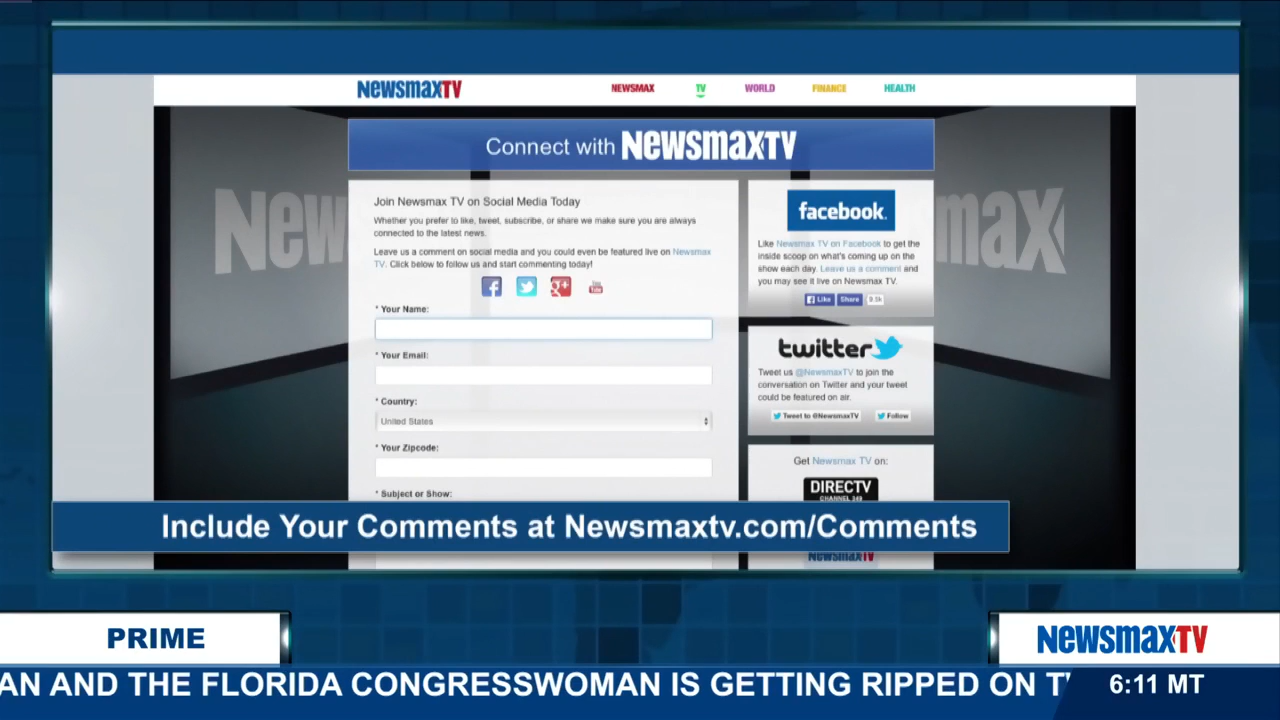 NEWSMAXTV
NEWSMAX TV WORLD FINANCE HEALTH
Connect with NEWSMAXTV
Join Newsmax TV on Social Media Today
Whether you prefer to like, tweet, subscribe, or share we make sure you are always
connected to the latest news.
Leave us a comment on social media and you could even be featured live on Newsmax
TV. Click below to follow us and start commenting today!
* Your Name:
* Your Email:
* Country:
United States
* Your Zipcode:
* Subject or Show:
facebook.
Like Newsmax TV on Facebook to get the
inside scoop on what's coming up on the
show each day. Leave us a comment and
you may see it live on Newsmax TV.
Like Share 9.5k
twitter
Tweet us @NewsmaxTV to join the
conversation on Twitter and your tweet
could be featured on air.
Tweet to @NewsmaxTV Follow
Get Newsmax TV on:
DIRECTV
CHANNEL 349
NEWSMAXTV
Include Your Comments at Newsmaxtv.com/Comments
PRIME
NEWSMAXTV
AN AND THE FLORIDA CONGRESSWOMAN IS GETTING RIPPED ON T
6:11 MT